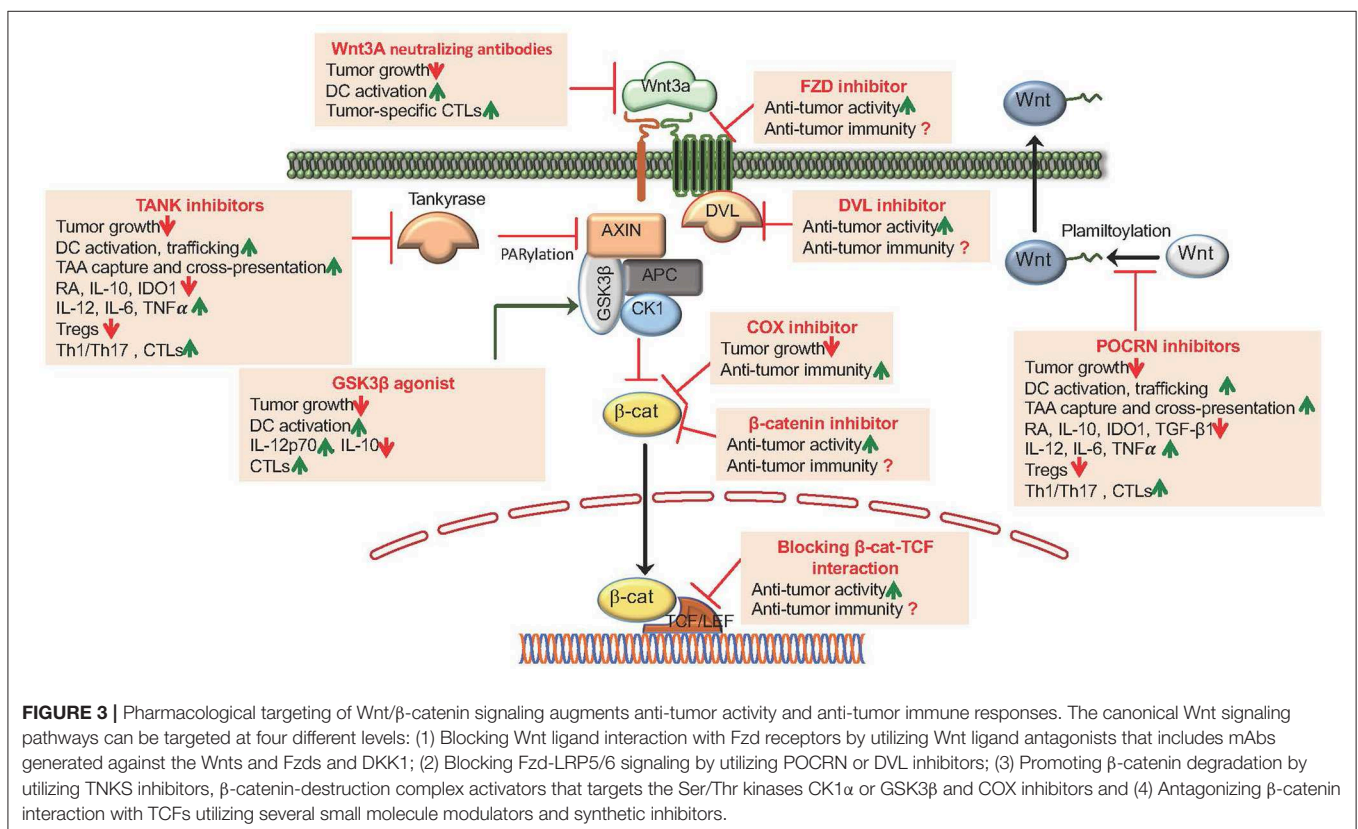 Wnt3A neutralizing antibodies
Tumor growth
DC activation
Tumor-specific CTLs
Wnt3a
FZD inhibitor
Anti-tumor activity
Anti-tumor immunity ?
Wnt
TANK inhibitors
Tumor growth
DC activation, trafficking
TAA capture and cross-presentation
RA, IL-10, IDO1
IL-12, IL-6, TNFα
Tregs
Th1/Th17 , CTLs
Tankyrase
PARylation
AXIN
GSK3β
APC
CK1
DVL
DVL inhibitor
Anti-tumor activity
Anti-tumor immunity ?
Plamiltoylation
Wnt
Wnt
GSK3β agonist
Tumor growth
DC activation
IL-12p70 , IL-10
CTLs
COX inhibitor
Tumor growth
Anti-tumor immunity
β-cat
β-catenin inhibitor
Anti-tumor activity
Anti-tumor immunity ?
POCRN inhibitors
Tumor growth
DC activation, trafficking
TAA capture and cross-presentation
RA, IL-10, IDO1, TGF-β1
IL-12, IL-6, TNFα
Tregs
Th1/Th17 , CTLs
Blocking β-cat-TCF
interaction
Anti-tumor activity
Anti-tumor immunity ?
β-cat
TCF/LEF
FIGURE 3 | Pharmacological targeting of Wnt/β-catenin signaling augments anti-tumor activity and anti-tumor immune responses. The canonical Wnt signaling
pathways can be targeted at four different levels: (1) Blocking Wnt ligand interaction with Fzd receptors by utilizing Wnt ligand antagonists that includes mAbs
generated against the Wnts and Fzds and DKK1; (2) Blocking Fzd-LRP5/6 signaling by utilizing POCRN or DVL inhibitors; (3) Promoting β-catenin degradation by
utilizing TNKS inhibitors, β-catenin-destruction complex activators that targets the Ser/Thr kinases CK1α or GSK3β and COX inhibitors and (4) Antagonizing β-catenin
interaction with TCFs utilizing several small molecule modulators and synthetic inhibitors.